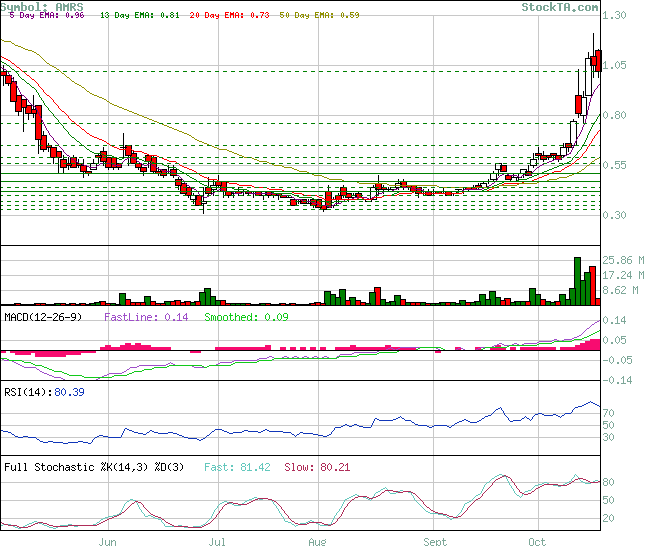 Symbol: AMRS StockTA.com
5 Day EMA: 0.96 13 Day EMA: 0.81 20 Day EMA: 0.73 50 Day EMA: 0.59
1.30
1.05
0.80
0.55
0.30
25.86 M
17.24 M
8.62 M
MACD(12-26-9) FastLine: 0.14 Smoothed: 0.09
0.14
0.05
-0.05
-0.14
RSI(14):80.39
70
50
30
Full Stochastic %K(14,3) %D(3) Fast: 81.42 Slow: 80.21
80
50
20
Jun Jul Aug Sept Oct